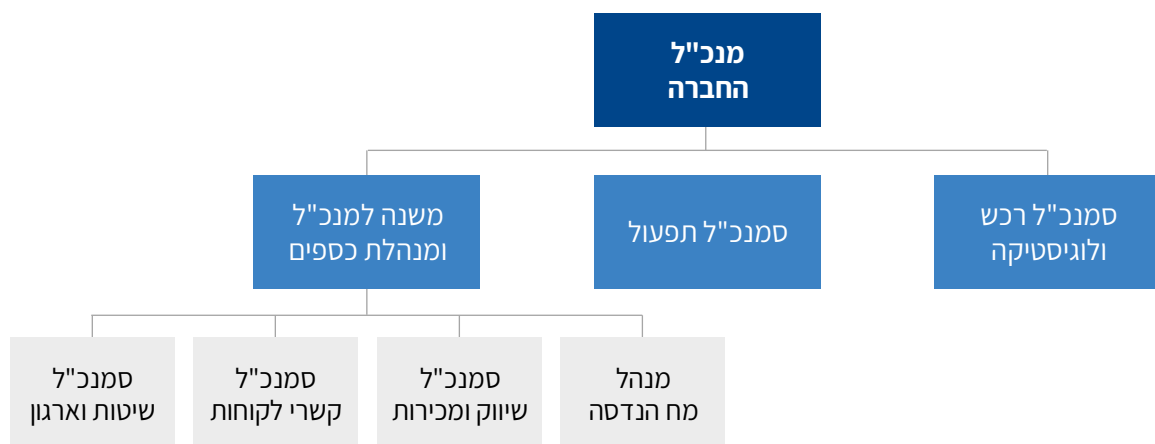 מנכ"ל
החברה
סמנכ"ל רכש
ולוגיסטיקה
סמנכ"ל תפעול
משנה למנכ"ל
ומנהלת כספים
מנהל
מח הנדסה
סמנכ"ל
שיווק ומכירות
סמנכ"ל
קשרי לקוחות
סמנכ"ל
שיטות וארגון